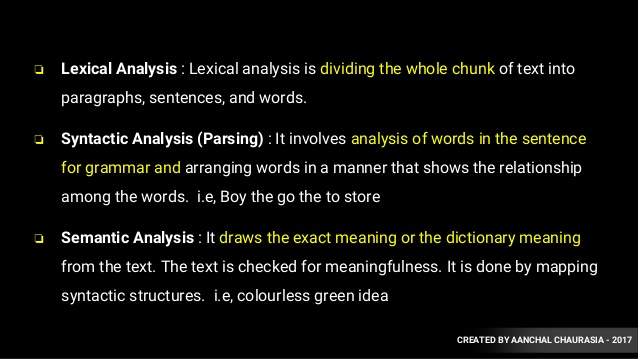 ❏ Lexical Analysis : Lexical analysis is dividing the whole chunk of text into
paragraphs, sentences, and words.
❏ Syntactic Analysis (Parsing) : It involves analysis of words in the sentence
for grammar and arranging words in a manner that shows the relationship
among the words. i.e, Boy the go the to store
❏ Semantic Analysis : It draws the exact meaning or the dictionary meaning
from the text. The text is checked for meaningfulness. It is done by mapping
syntactic structures. i.e, colourless green idea
CREATED BY AANCHAL CHAURASIA - 2017